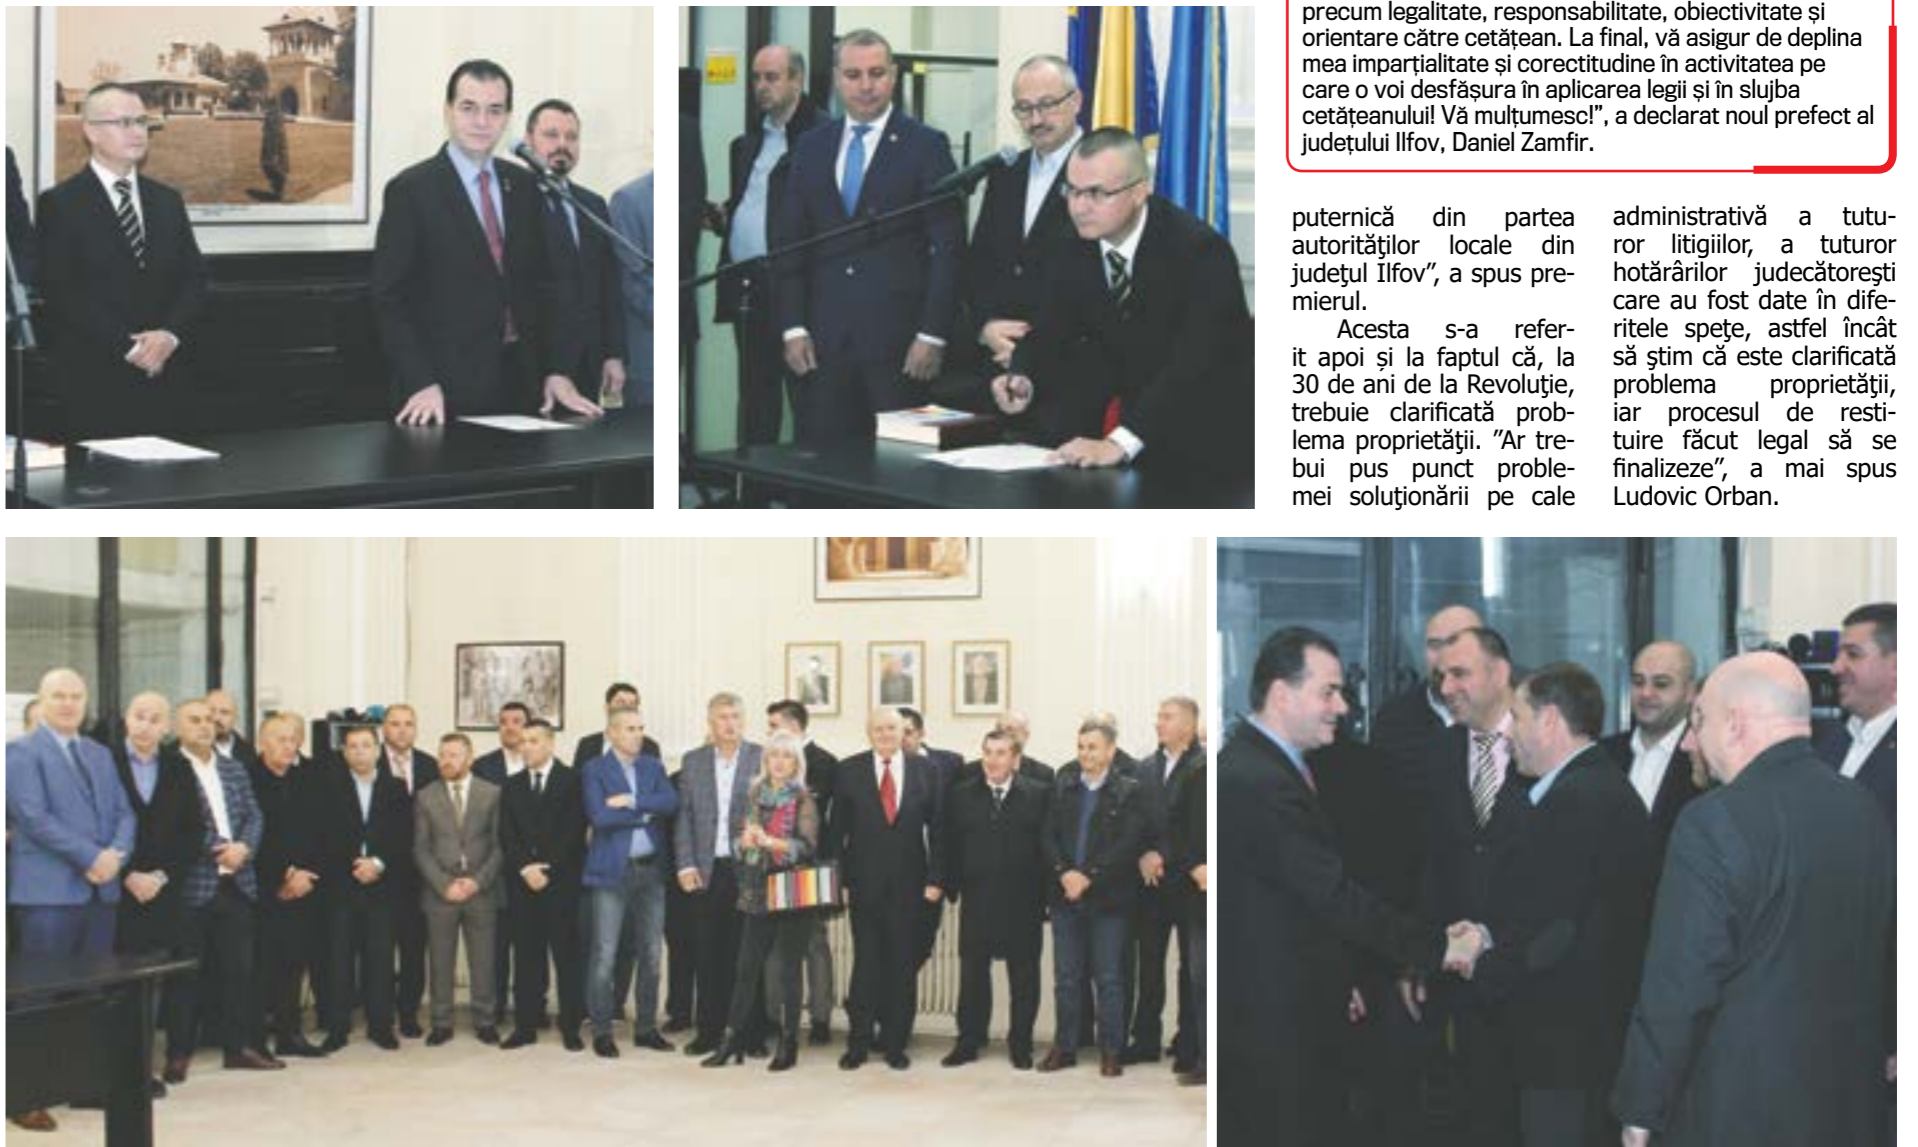 precum legalitate, responsabilitate, obiectivitate și
orientare către cetățean. La final, vă asigur de deplina
mea imparțialitate și corectitudine în activitatea pe
care o voi desfășura în aplicarea legii și în slujba
cetățeanului! Vă mulțumesc!”, a declarat noul prefect al
județului Ilfov, Daniel Zamfir.
puternică din partea
autorităţilor locale din
judeţul Ilfov”, a spus pre-
mierul.
Acesta s-a refer-
it apoi și la faptul că, la
30 de ani de la Revoluţie,
trebuie clarificată prob-
lema proprietăţii. ”Ar tre-
bui pus punct proble-
mei soluţionării pe cale
administrativă a tutu-
ror litigiilor, a tuturor
hotărârilor judecătoreşti
care au fost date în dife-
ritele speţe, astfel încât
să ştim că este clarificată
problema proprietăţii,
iar procesul de resti-
tuire făcut legal să se
finalizeze”, a mai spus
Ludovic Orban.